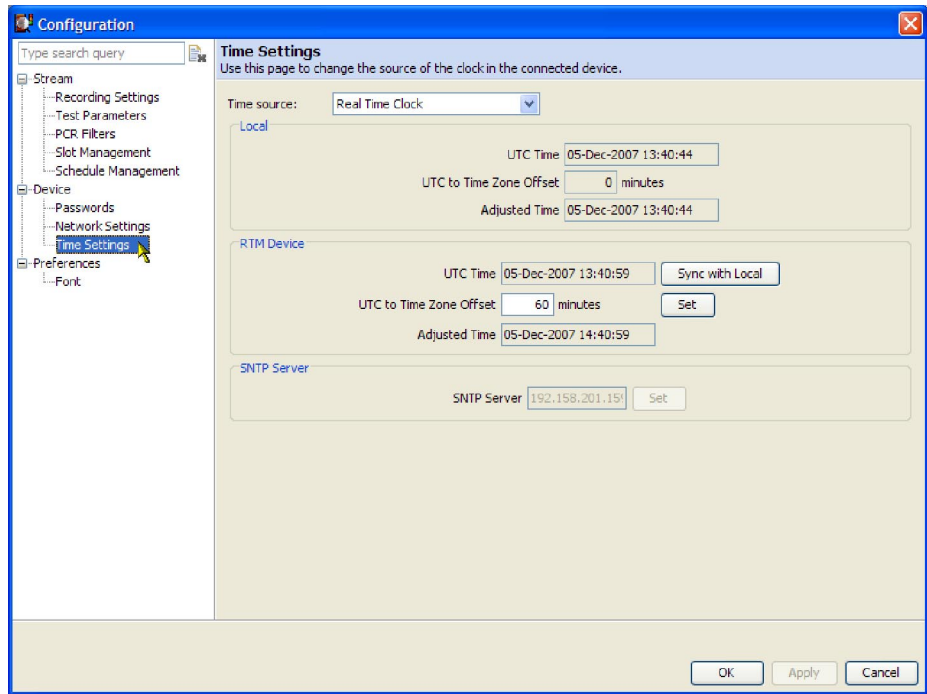 Configuration
Type search query
Stream
Recording Settings
Test Parameters
PCR Filters
Slot Management
Schedule Management
Device
Passwords
Network Settings
Time Settings
Preferences
Font
Time Settings
Use this page to change the source of the clock in the connected device.
Time source: Real Time Clock
Local
UTC Time 05-Dec-2007 13:40:44
UTC to Time Zone Offset 0 minutes
Adjusted Time 05-Dec-2007 13:40:44
RTM Device
UTC Time 05-Dec-2007 13:40:59 Sync with Local
UTC to Time Zone Offset 60 minutes Set
Adjusted Time 05-Dec-2007 14:40:59
SNTP Server
SNTP Server 192.158.201.15 Set
OK Apply Cancel